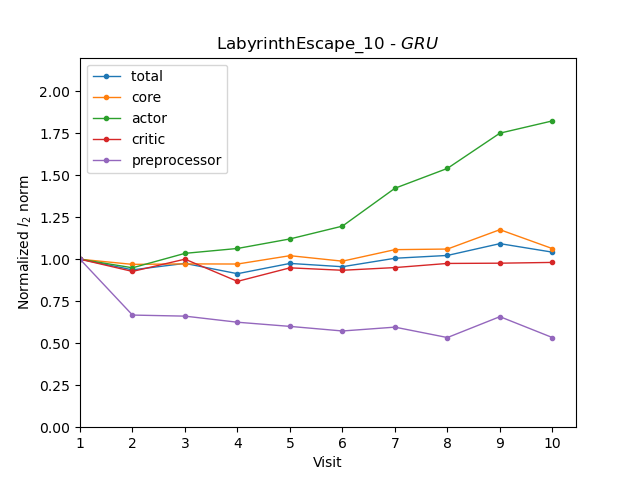 LabyrinthEscape_10 - GRU
total
core
actor
critic
preprocessor
2.00
1.75
1.50
1.25
1.00
0.75
0.50
0.25
0.00
Normalized l₂ norm
1 2 3 4 5 6 7 8 9 10
Visit